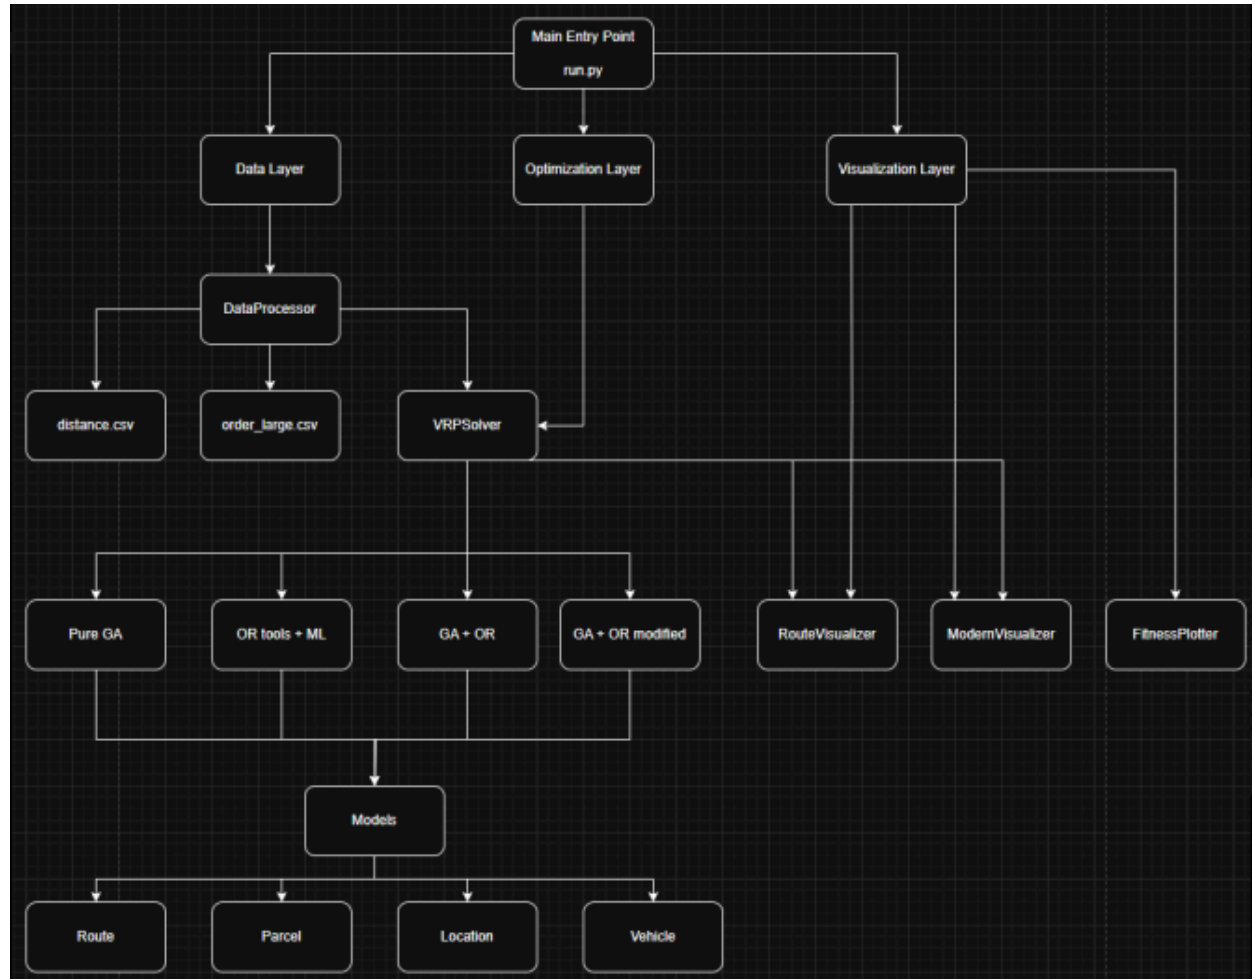 Main Entry Point
run.py
Data Layer
Optimization Layer
Visualization Layer
DataProcessor
distance.csv
order_large.csv
VRPSolver
Pure GA
OR tools + ML
GA + OR
GA + OR modified
RouteVisualizer
ModernVisualizer
FitnessPlotter
Models
Route
Parcel
Location
Vehicle